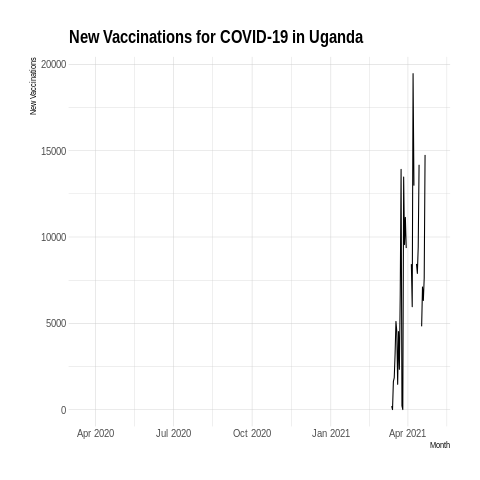 New Vaccinations for COVID-19 in Uganda
New Vaccinations
20000
15000
10000
5000
0
Apr 2020 Jul 2020 Oct 2020 Jan 2021 Apr 2021
Month